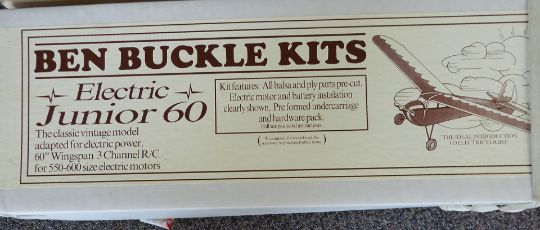 BEN BUCKLE KITS
Electric
Junior 60
The classic vintage model
adapted for electric power.
60" Wingspan 3 Channel R/C
for 550-600 size electric motors
Kit features: All balsa and ply parts pre-cut.
Electric motor and battery instalation
clearly shown. Pre formed undercarriage
and hardware pack.
"THE IDEAL INTRODUCTION
TO ELECTRIC FLIGHT"